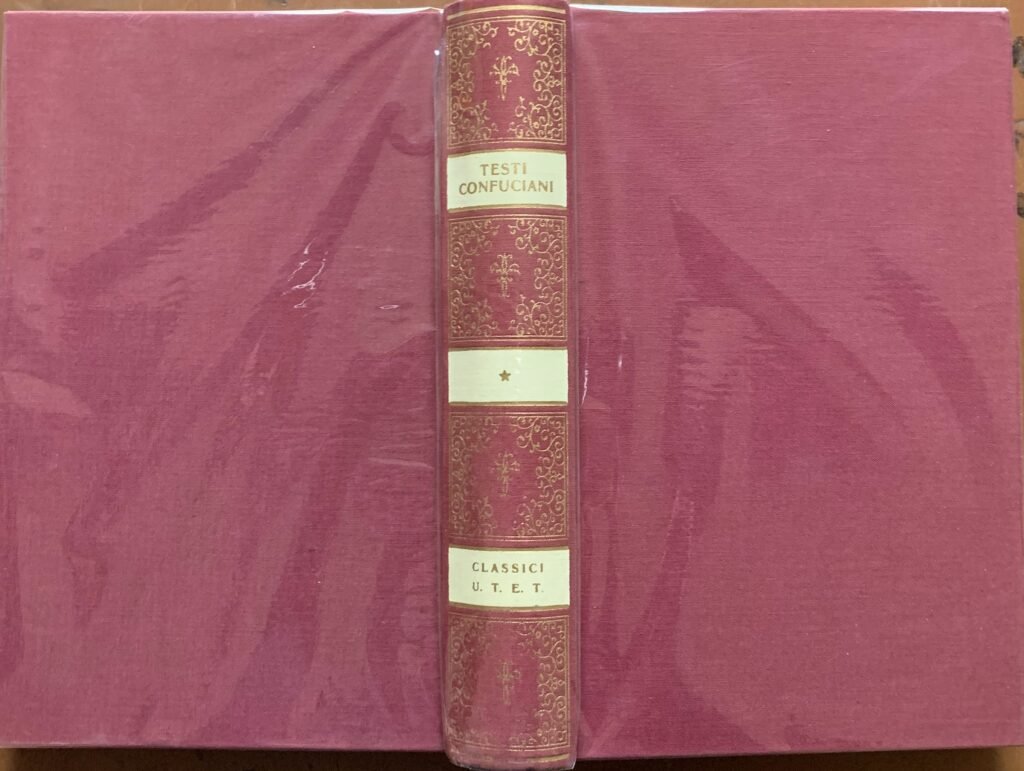 TESTI
CONFUCIANI
CLASSICI
U. T. E. T.